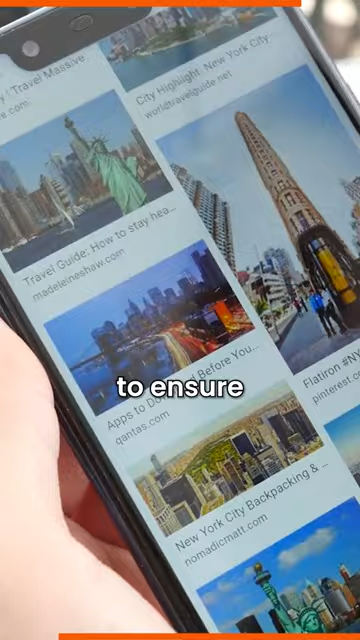 y | Travel Massive...
e.com
City Highlight: New York City...
worldtravelguide.net
Travel Guide: How to stay hea...
madeleineshaw.com
Apps to Do
d Before You...
qantas.com
to ensure
Flatiron #NY
pinterest.c
New York City Backpacking & ...
nomadicmatt.com